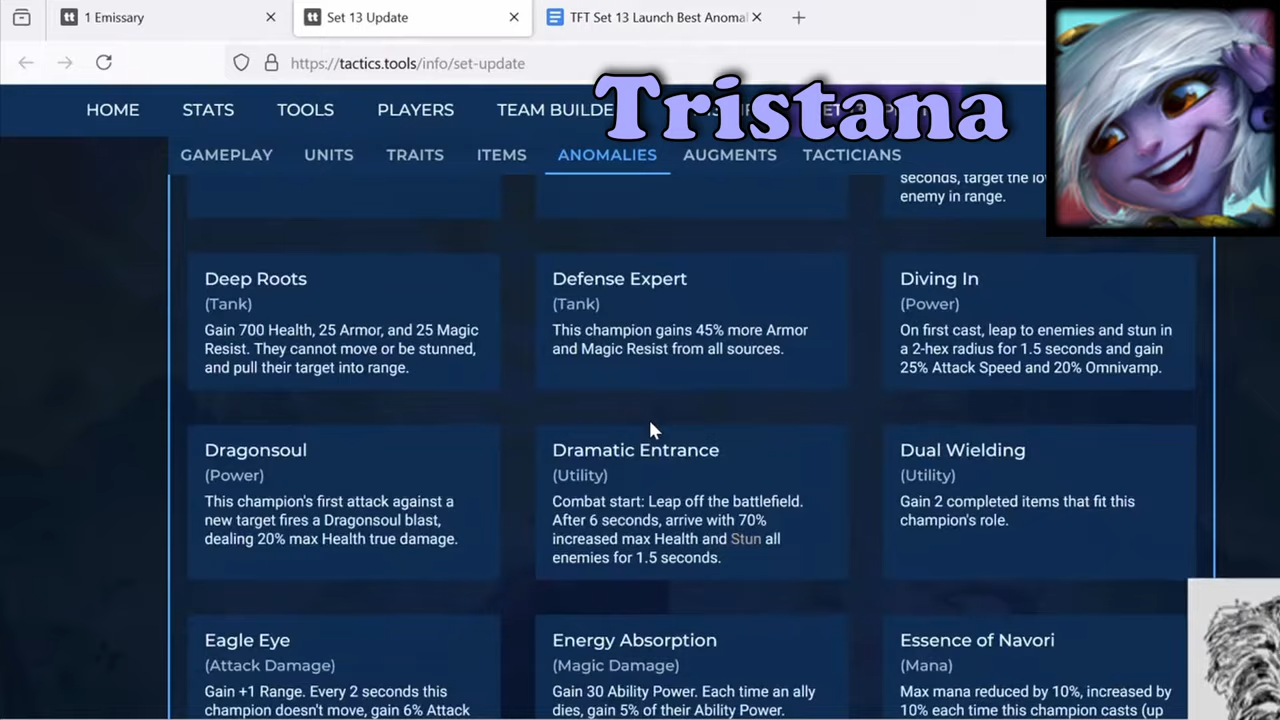 1 Emissary
Set 13 Update
TFT Set 13 Launch Best Anomal
https://tactics.tools/info/set-update
Tristana
HOME
STATS
TOOLS
PLAYERS
TEAM BUILDE
GAMEPLAY
UNITS
TRAITS
ITEMS
ANOMALIES
AUGMENTS
TACTICIANS
seconds, target the lo
enemy in range.
Deep Roots
(Tank)
Gain 700 Health, 25 Armor, and 25 Magic
Resist. They cannot move or be stunned,
and pull their target into range.
Defense Expert
(Tank)
This champion gains 45% more Armor
and Magic Resist from all sources.
Diving In
(Power)
On first cast, leap to enemies and stun in
a 2-hex radius for 1.5 seconds and gain
25% Attack Speed and 20% Omnivamp.
Dragonsoul
(Power)
This champion's first attack against a
new target fires a Dragonsoul blast,
dealing 20% max Health true damage.
Dramatic Entrance
(Utility)
Combat start: Leap off the battlefield.
After 6 seconds, arrive with 70%
increased max Health and Stun all
enemies for 1.5 seconds.
Dual Wielding
(Utility)
Gain 2 completed items that fit this
champion's role.
Eagle Eye
(Attack Damage)
Gain +1 Range. Every 2 seconds this
champion doesn't move, gain 6% Attack
Energy Absorption
(Magic Damage)
Gain 30 Ability Power. Each time an ally
dies, gain 5% of their Ability Power.
Essence of Navori
(Mana)
Max mana reduced by 10%, increased by
10% each time this champion casts (up